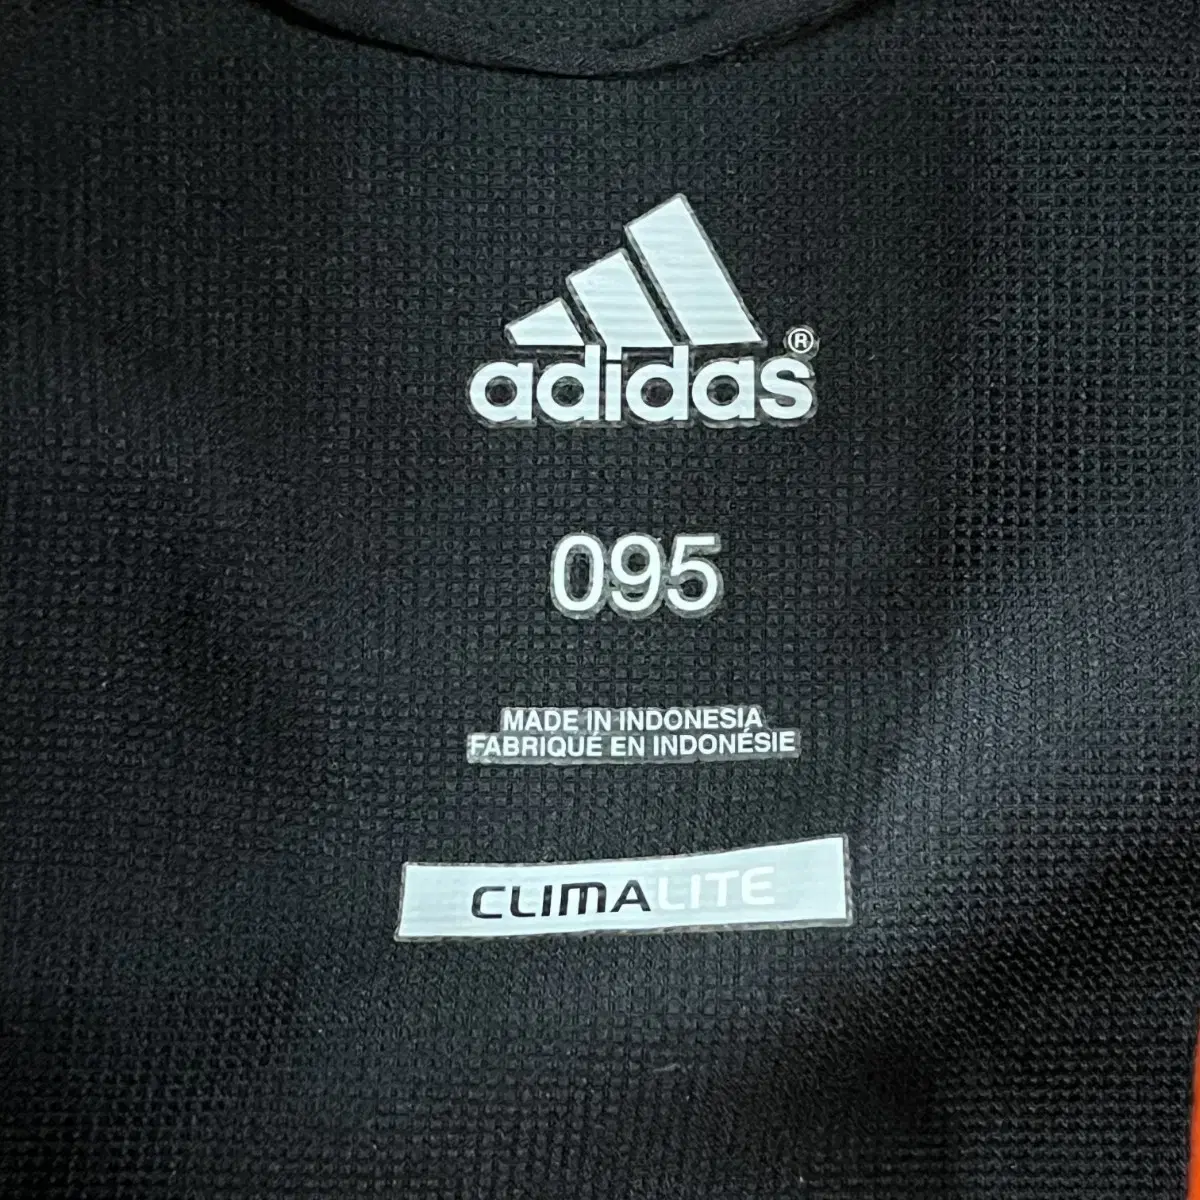 adidas®
095
MADE IN INDONESIA
FABRIQUÉ EN INDONÉSIE
CLIMALITE